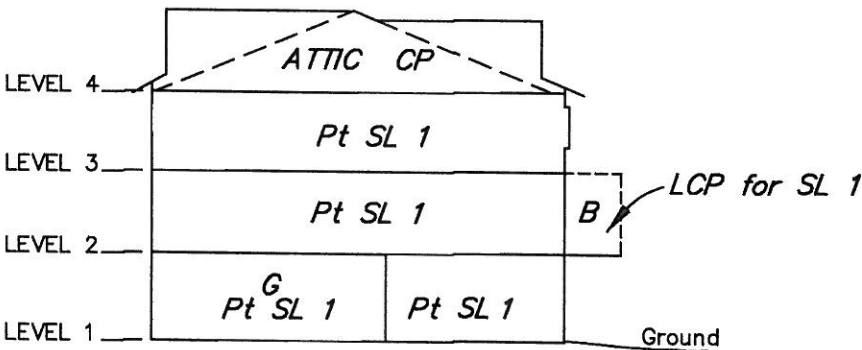 ATTIC CP
LEVEL 4
Pt SL 1
LEVEL 3
LCP for SL 1
Pt SL 1
B
LEVEL 2
G
Pt SL 1
Pt SL 1
LEVEL 1
Ground